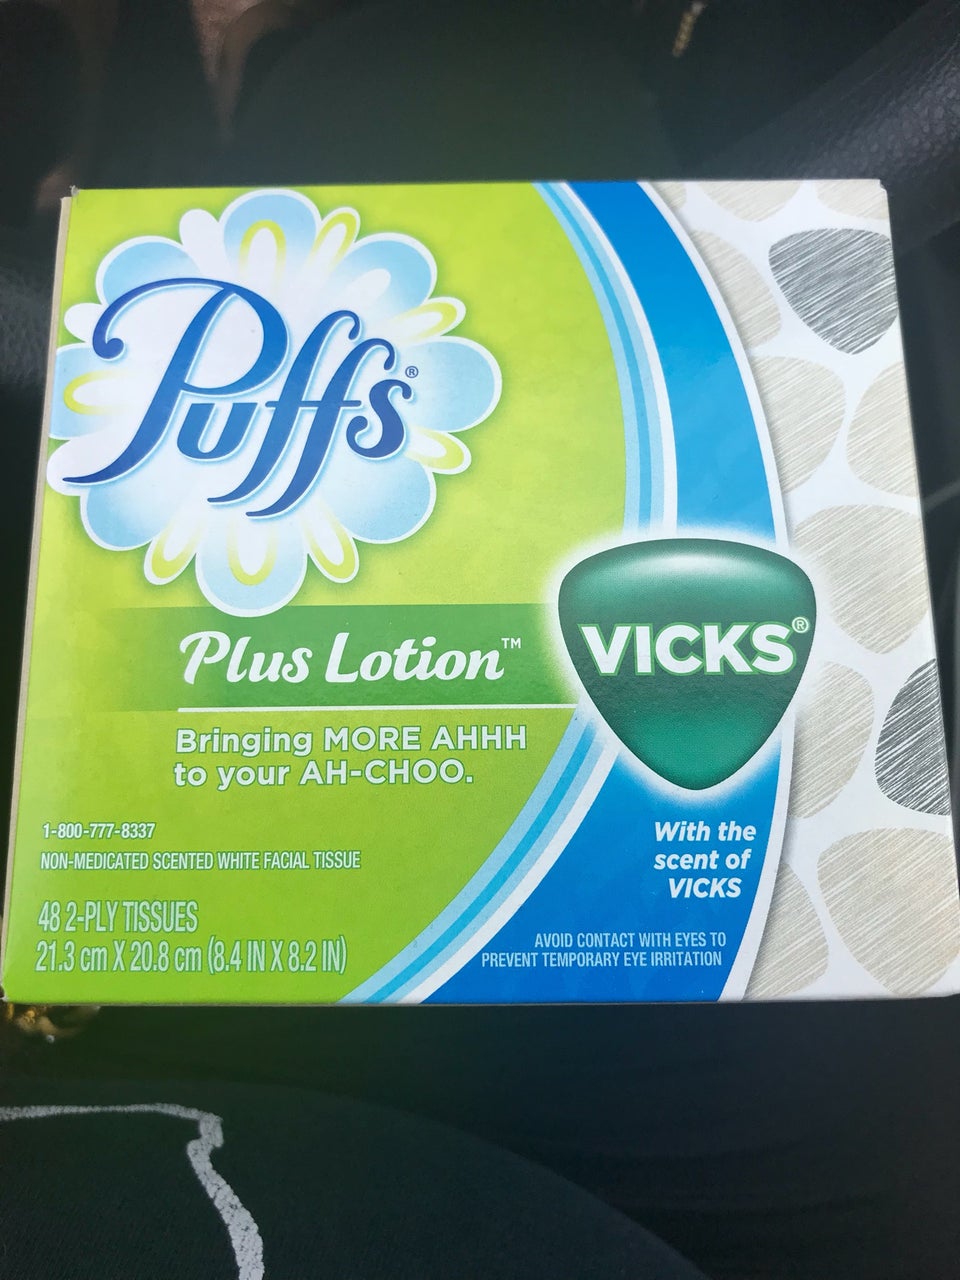 Puffs®
Plus Lotion™
VICKS®
Bringing MORE AHHH
to your AH-CHOO.
1-800-777-8337
NON-MEDICATED SCENTED WHITE FACIAL TISSUE
48 2-PLY TISSUES
21.3 cm X 20.8 cm (8.4 IN X 8.2 IN)
With the
scent of
VICKS
AVOID CONTACT WITH EYES TO
PREVENT TEMPORARY EYE IRRITATION